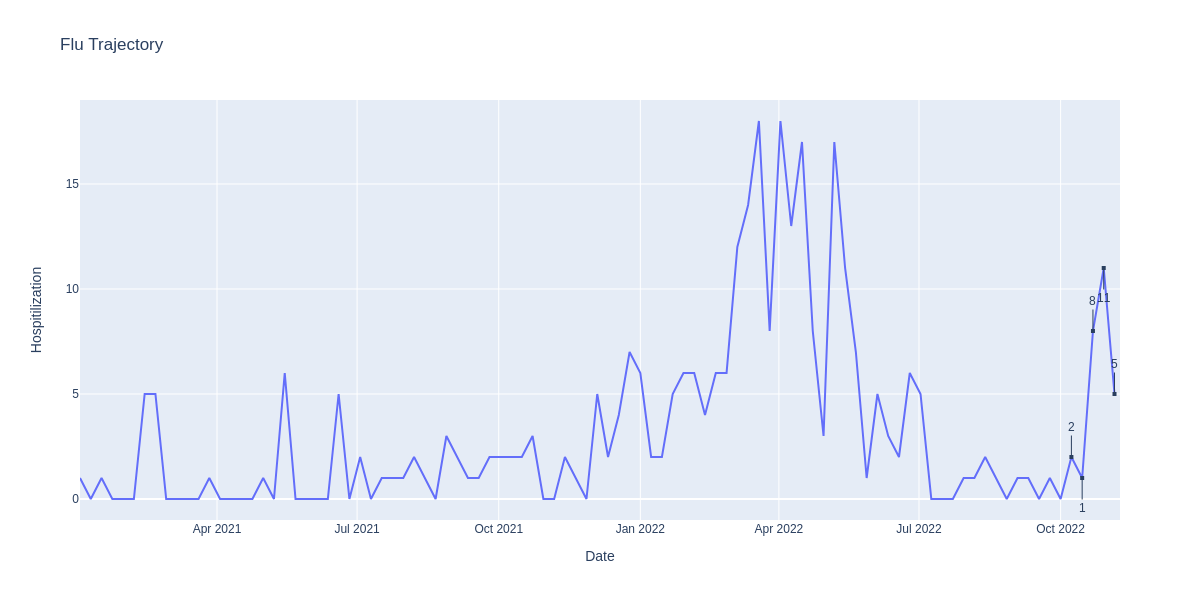 Flu Trajectory
Hospitilization
15
10
5
0
8
11
5
2
1
Apr 2021
Jul 2021
Oct 2021
Jan 2022
Apr 2022
Jul 2022
Oct 2022
Date